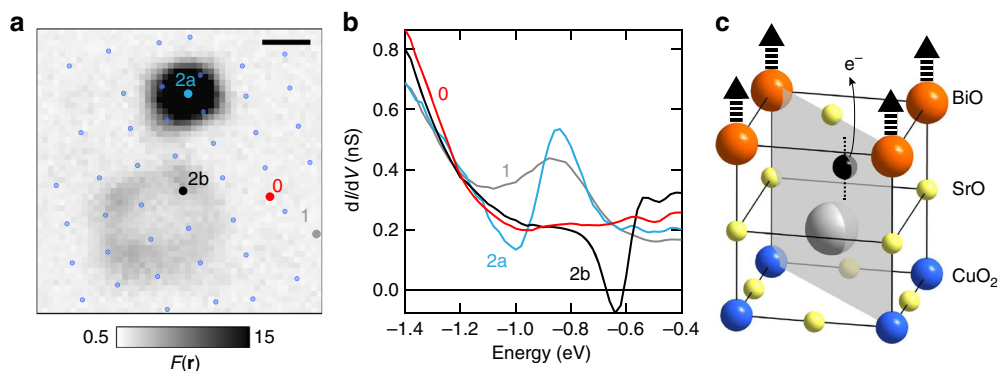 a
2a
2b
0
1
0.5
15
F(r)
b
0.8
0.6
0.4
0.2
0.0
dI/dV (nS)
0
1
2a
2b
−1.4
−1.2
−1.0
−0.8
−0.6
−0.4
Energy (eV)
c
e−
BiO
SrO
CuO2